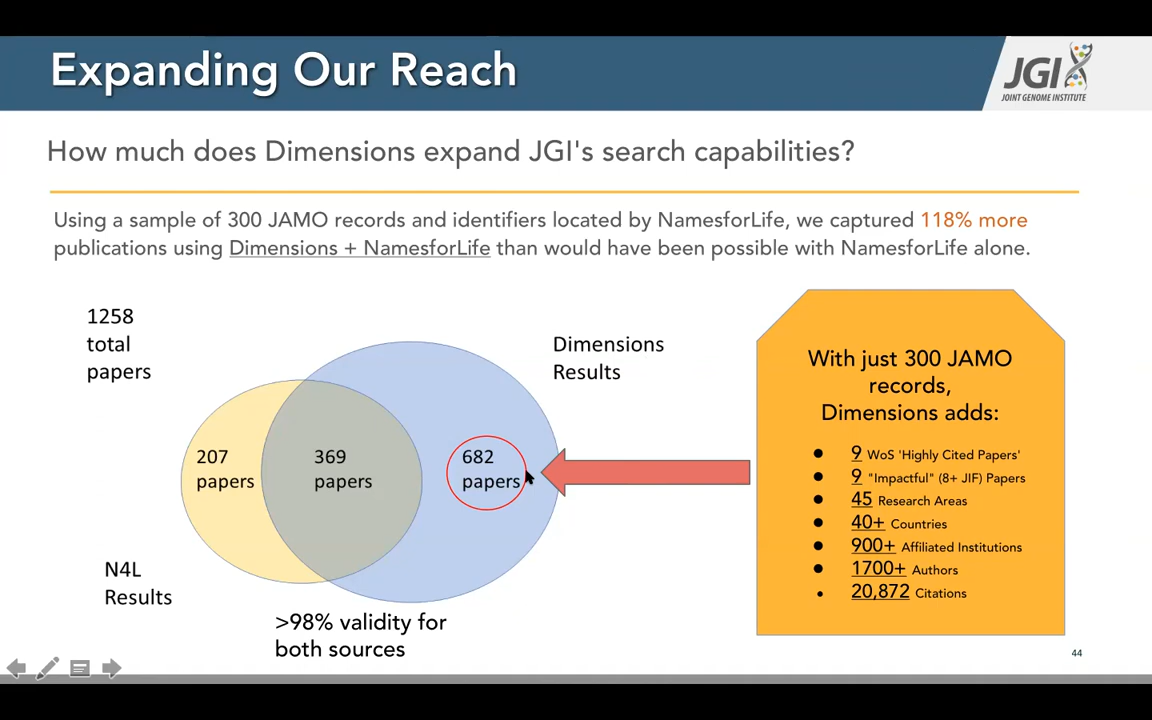 Expanding Our Reach
JGI
JOINT GENOME INSTITUTE
How much does Dimensions expand JGI's search capabilities?
Using a sample of 300 JAMO records and identifiers located by NamesforLife, we captured 118% more
publications using Dimensions + NamesforLife than would have been possible with NamesforLife alone.
1258
total
papers
Dimensions
Results
207
papers
369
papers
682
papers
N4L
Results
>98% validity for
both sources
With just 300 JAMO
records,
Dimensions adds:
• 9 WoS 'Highly Cited Papers'
• 9 "Impactful" (8+ JIF) Papers
• 45 Research Areas
• 40+ Countries
• 900+ Affiliated Institutions
• 1700+ Authors
• 20,872 Citations
44